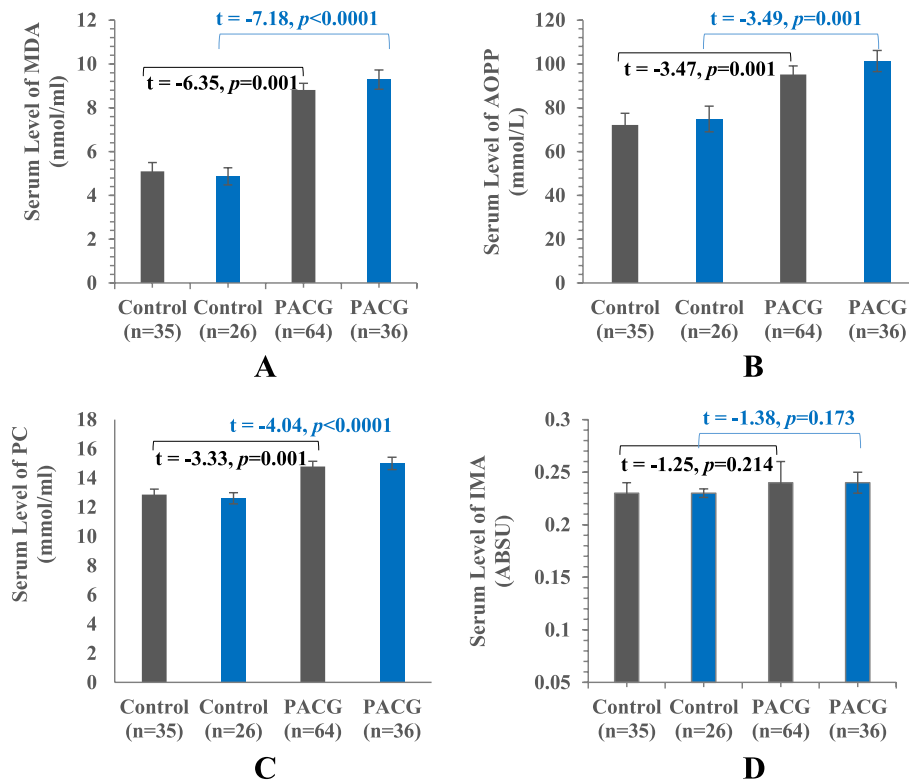 t = -7.18, p<0.0001
t = -6.35, p=0.001
Serum Level of MDA
(nmol/ml)
12
10
8
6
4
2
0
Control
(n=35)
Control
(n=26)
PACG
(n=64)
PACG
(n=36)
A
t = -3.49, p=0.001
t = -3.47, p=0.001
Serum Level of AOPP
(mmol/L)
120
100
80
60
40
20
0
Control
(n=35)
Control
(n=26)
PACG
(n=64)
PACG
(n=36)
B
t = -4.04, p<0.0001
t = -3.33, p=0.001
Serum Level of PC
(mmol/ml)
18
16
14
12
10
8
6
4
2
0
Control
(n=35)
Control
(n=26)
PACG
(n=64)
PACG
(n=36)
C
t = -1.38, p=0.173
t = -1.25, p=0.214
Serum Level of IMA
(ABSU)
0.3
0.25
0.2
0.15
0.1
0.05
Control
(n=35)
Control
(n=26)
PACG
(n=64)
PACG
(n=36)
D